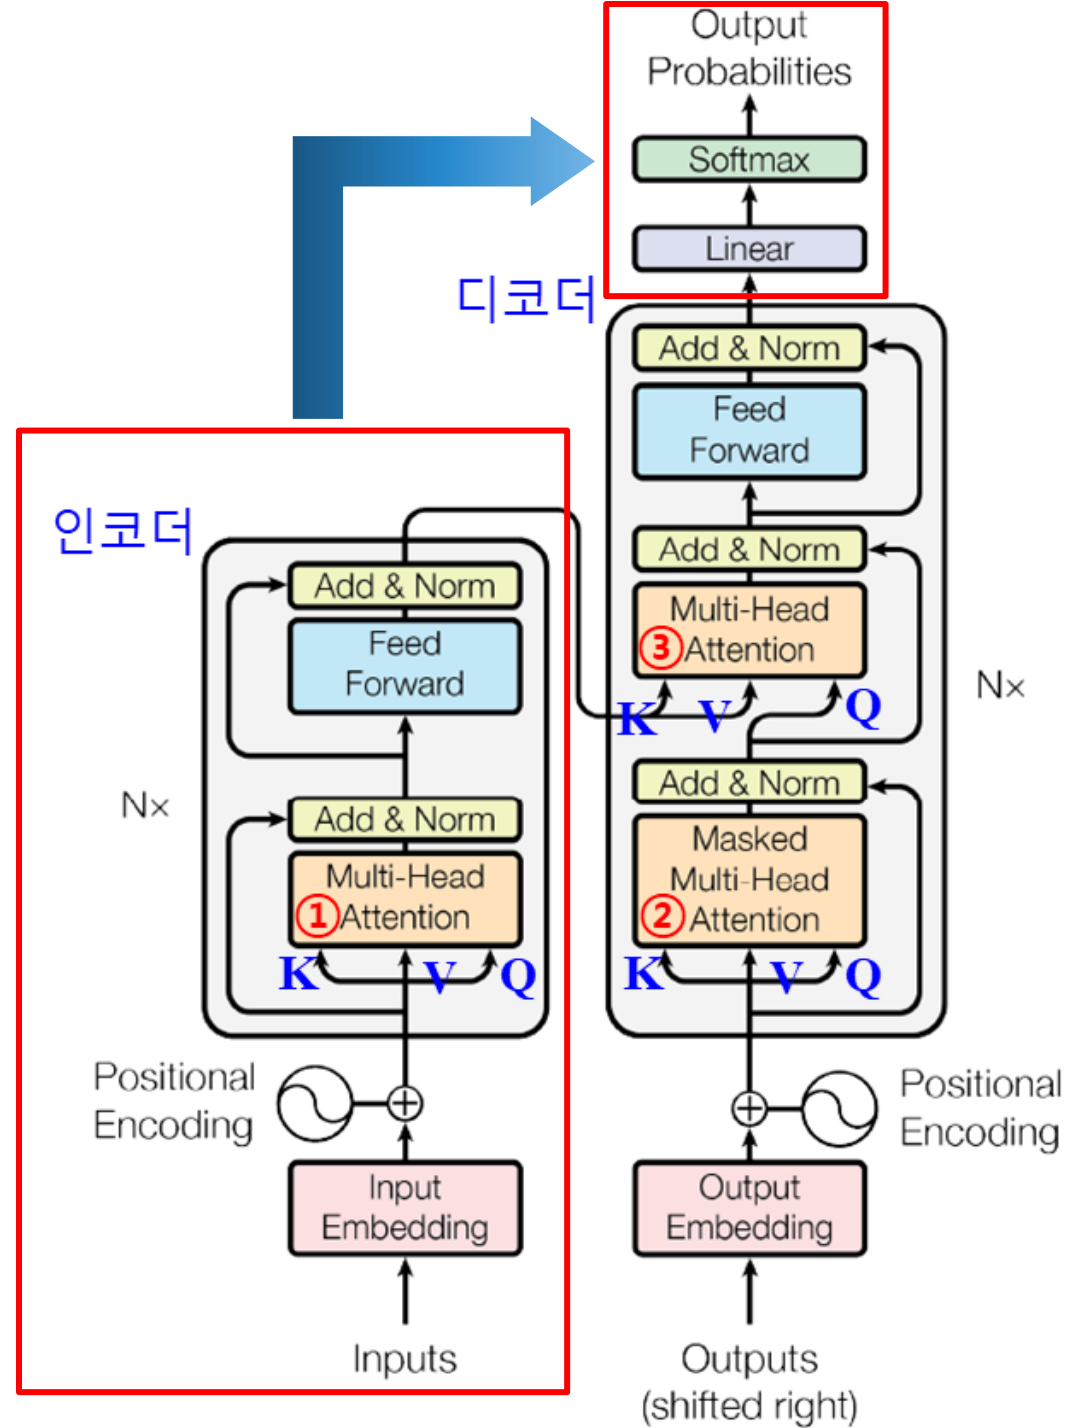 Output
Probabilities
Softmax
Linear
디코더
Add & Norm
Feed
Forward
Add & Norm
Multi-Head
③ Attention
K V Q
Nx
Add & Norm
Masked
Multi-Head
② Attention
K V Q
Positional
Encoding
Output
Embedding
Outputs
(shifted right)
인코더
Add & Norm
Feed
Forward
Nx
Add & Norm
Multi-Head
① Attention
K V Q
Positional
Encoding
Input
Embedding
Inputs